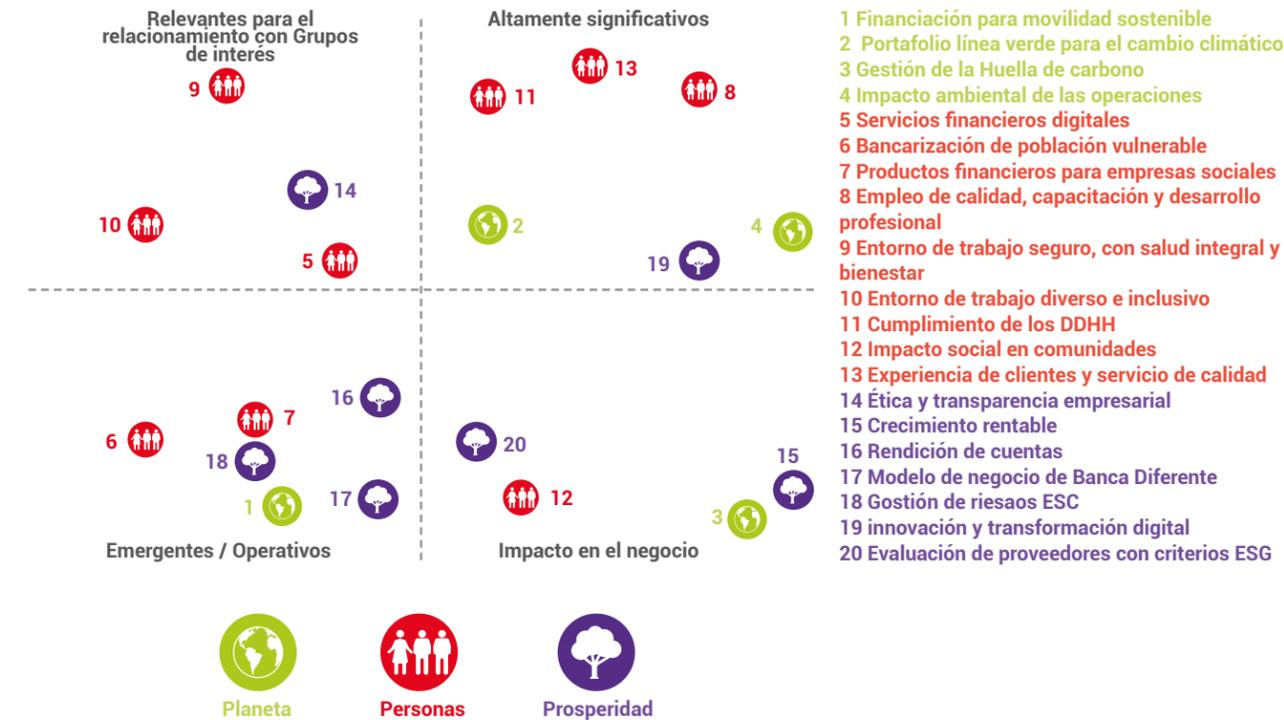 Relevantes para el
relacionamiento con Grupos
de interés
Altamente significativos
9
13
11
8
14
10
2
4
5
19
16
7
6
18
20
15
1
17
12
3
Emergentes / Operativos
Impacto en el negocio
1 Financiación para movilidad sostenible
2 Portafolio línea verde para el cambio climático
3 Gestión de la Huella de carbono
4 Impacto ambiental de las operaciones
5 Servicios financieros digitales
6 Bancarización de población vulnerable
7 Productos financieros para empresas sociales
8 Empleo de calidad, capacitación y desarrollo
profesional
9 Entorno de trabajo seguro, con salud integral y
bienestar
10 Entorno de trabajo diverso e inclusivo
11 Cumplimiento de los DDHH
12 Impacto social en comunidades
13 Experiencia de clientes y servicio de calidad
14 Ética y transparencia empresarial
15 Crecimiento rentable
16 Rendición de cuentas
17 Modelo de negocio de Banca Diferente
18 Gostión de riesaos ESC
19 innovación y transformación digital
20 Evaluación de proveedores con criterios ESG
Planeta
Personas
Prosperidad